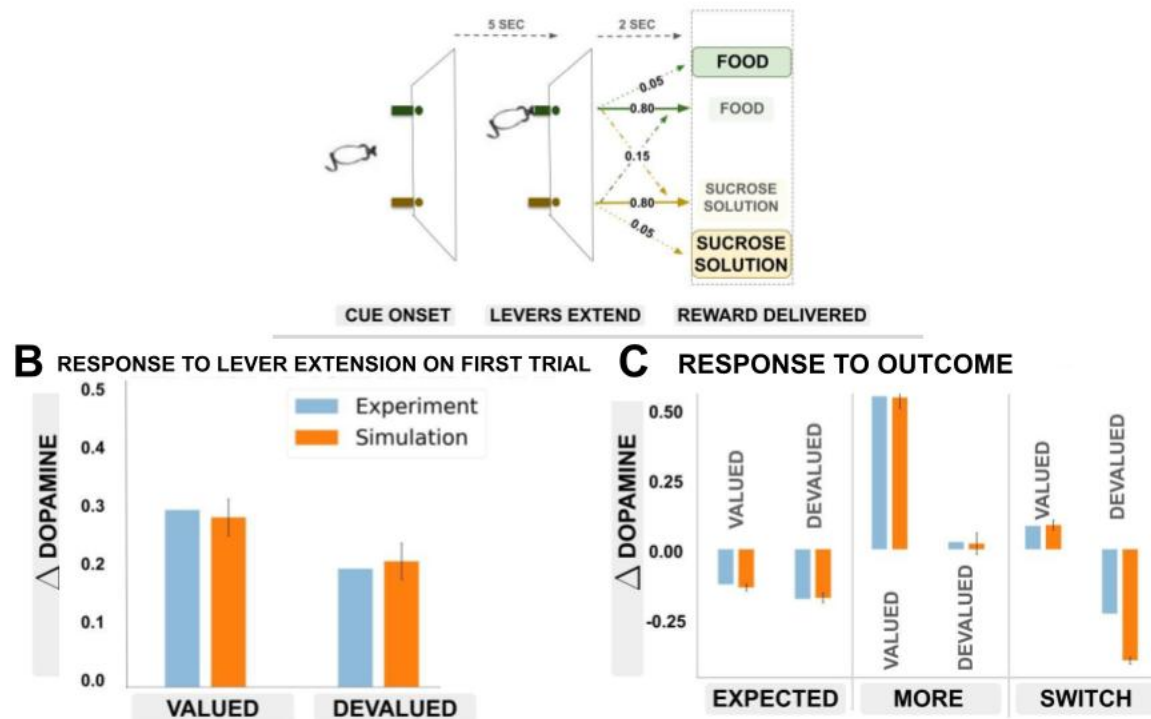 5 SEC
2 SEC
FOOD
0.05
0.80
FOOD
0.15
SUCROSE
SOLUTION
0.80
0.05
SUCROSE
SOLUTION
CUE ONSET
LEVERS EXTEND
REWARD DELIVERED
B RESPONSE TO LEVER EXTENSION ON FIRST TRIAL
△ DOPAMINE
0.5
0.4
0.3
0.2
0.1
0.0
Experiment
Simulation
VALUED
DEVALUED
C RESPONSE TO OUTCOME
△ DOPAMINE
0.50
0.25
0.00
-0.25
VALUED
DEVALUED
VALUED
DEVALUED
VALUED
DEVALUED
EXPECTED
MORE
SWITCH